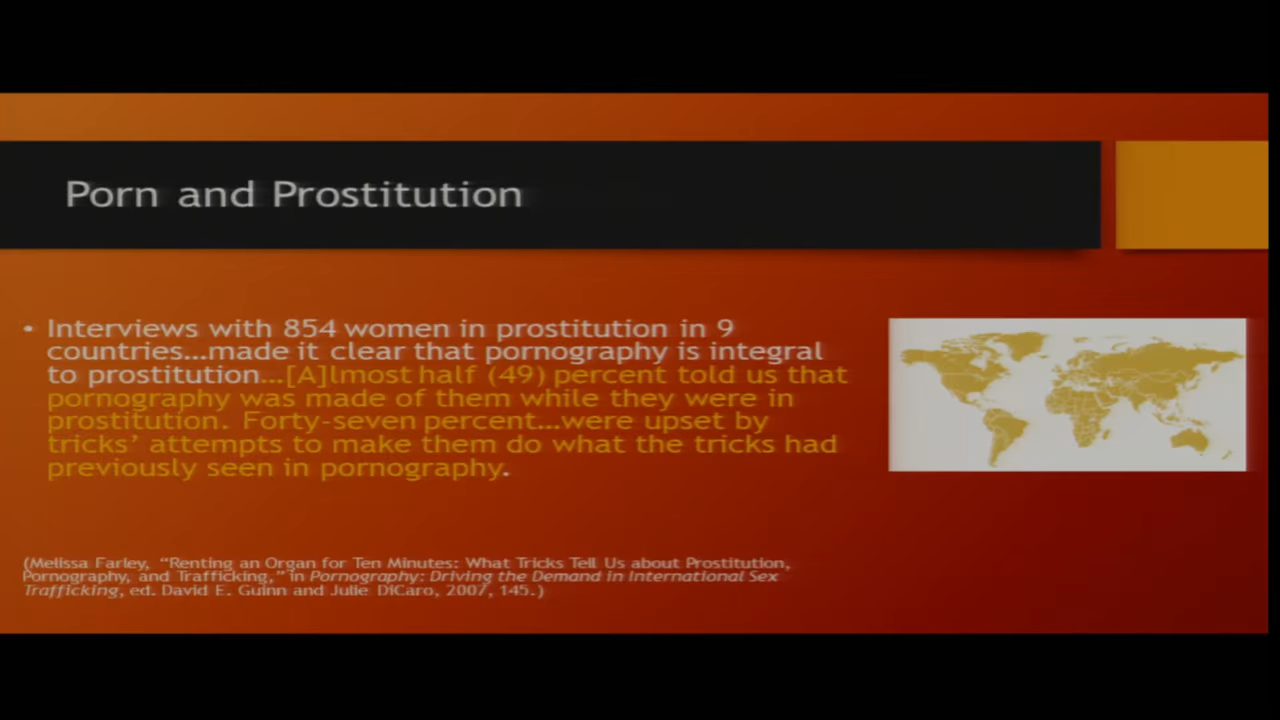 Porn and Prostitution
• Interviews with 854 women in prostitution in 9
countries...made it clear that pornography is integral
to prostitution...[A]lmost half (49) percent told us that
pornography was made of them while they were in
prostitution. Forty-seven percent...were upset by
tricks' attempts to make them do what the tricks had
previously seen in pornography.
(Melissa Farley, “Renting an Organ for Ten Minutes: What Tricks Tell Us about Prostitution,
Pornography, and Trafficking,” in Pornography: Driving the Demand in International Sex
Trafficking, ed. David E. Guinn and Julie DiCaro, 2007, 145.)